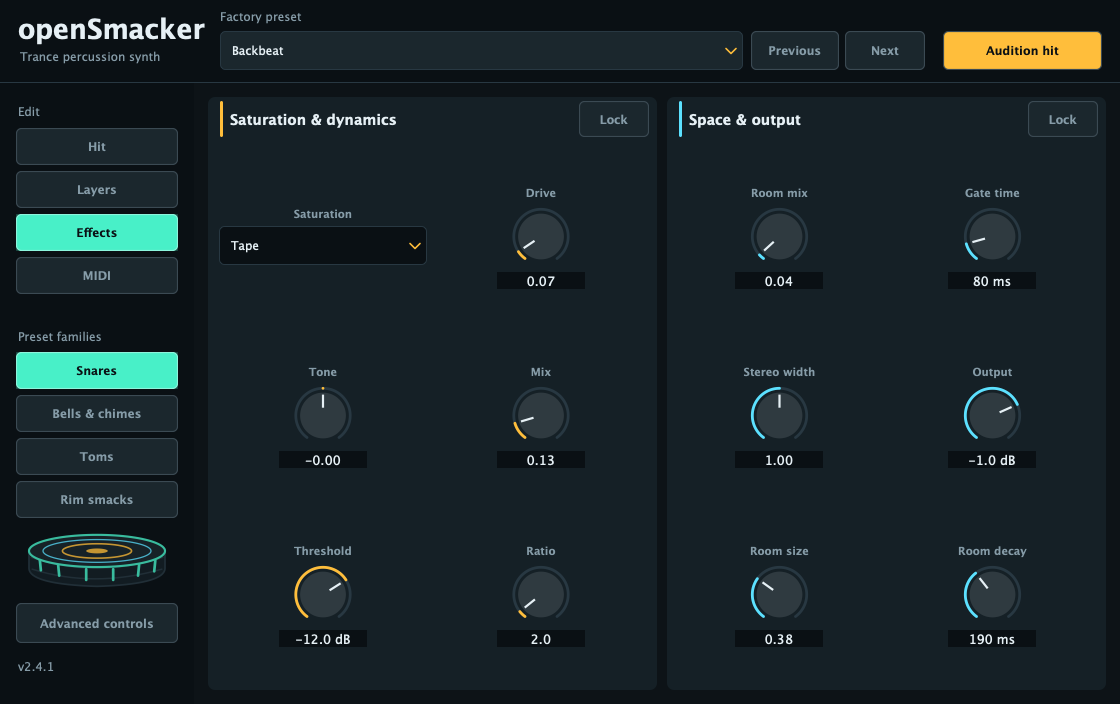 openSmacker
Trance percussion synth
Factory preset
Backbeat
Previous
Next
Audition hit
Edit
Hit
Layers
Effects
MIDI
Preset families
Snares
Bells & chimes
Toms
Rim smacks
Advanced controls
v2.4.1
Saturation & dynamics
Lock
Saturation
Tape
Drive
0.07
Tone
-0.00
Mix
0.13
Threshold
-12.0 dB
Ratio
2.0
Space & output
Lock
Room mix
0.04
Gate time
80 ms
Stereo width
1.00
Output
-1.0 dB
Room size
0.38
Room decay
190 ms